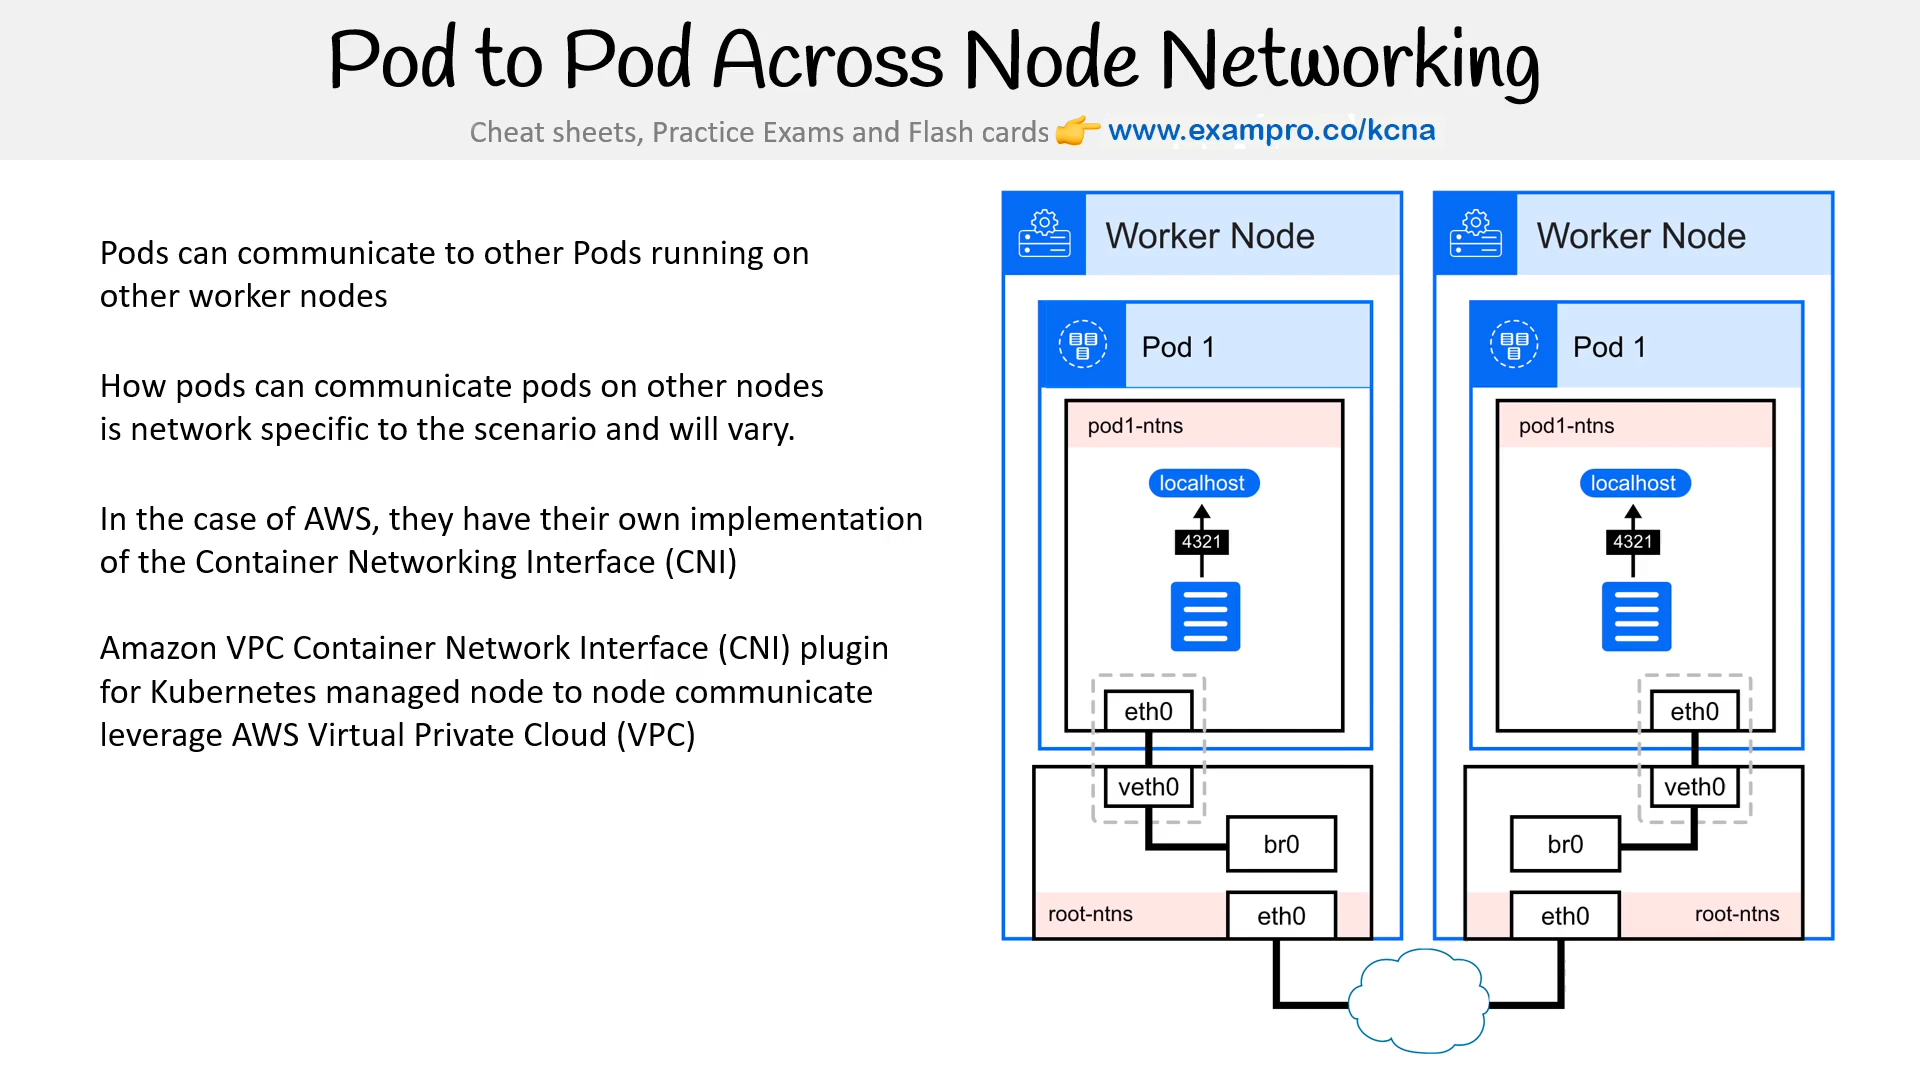 Pod to Pod Across Node Networking
Cheat sheets, Practice Exams and Flash cards 👉 www.exampro.co/kcna
Pods can communicate to other Pods running on
other worker nodes
How pods can communicate pods on other nodes
is network specific to the scenario and will vary.
In the case of AWS, they have their own implementation
of the Container Networking Interface (CNI)
Amazon VPC Container Network Interface (CNI) plugin
for Kubernetes managed node to node communicate
leverage AWS Virtual Private Cloud (VPC)
Worker Node
Pod 1
pod1-ntns
localhost
4321
eth0
veth0
br0
root-ntns
eth0
Worker Node
Pod 1
pod1-ntns
localhost
4321
eth0
veth0
br0
eth0
root-ntns